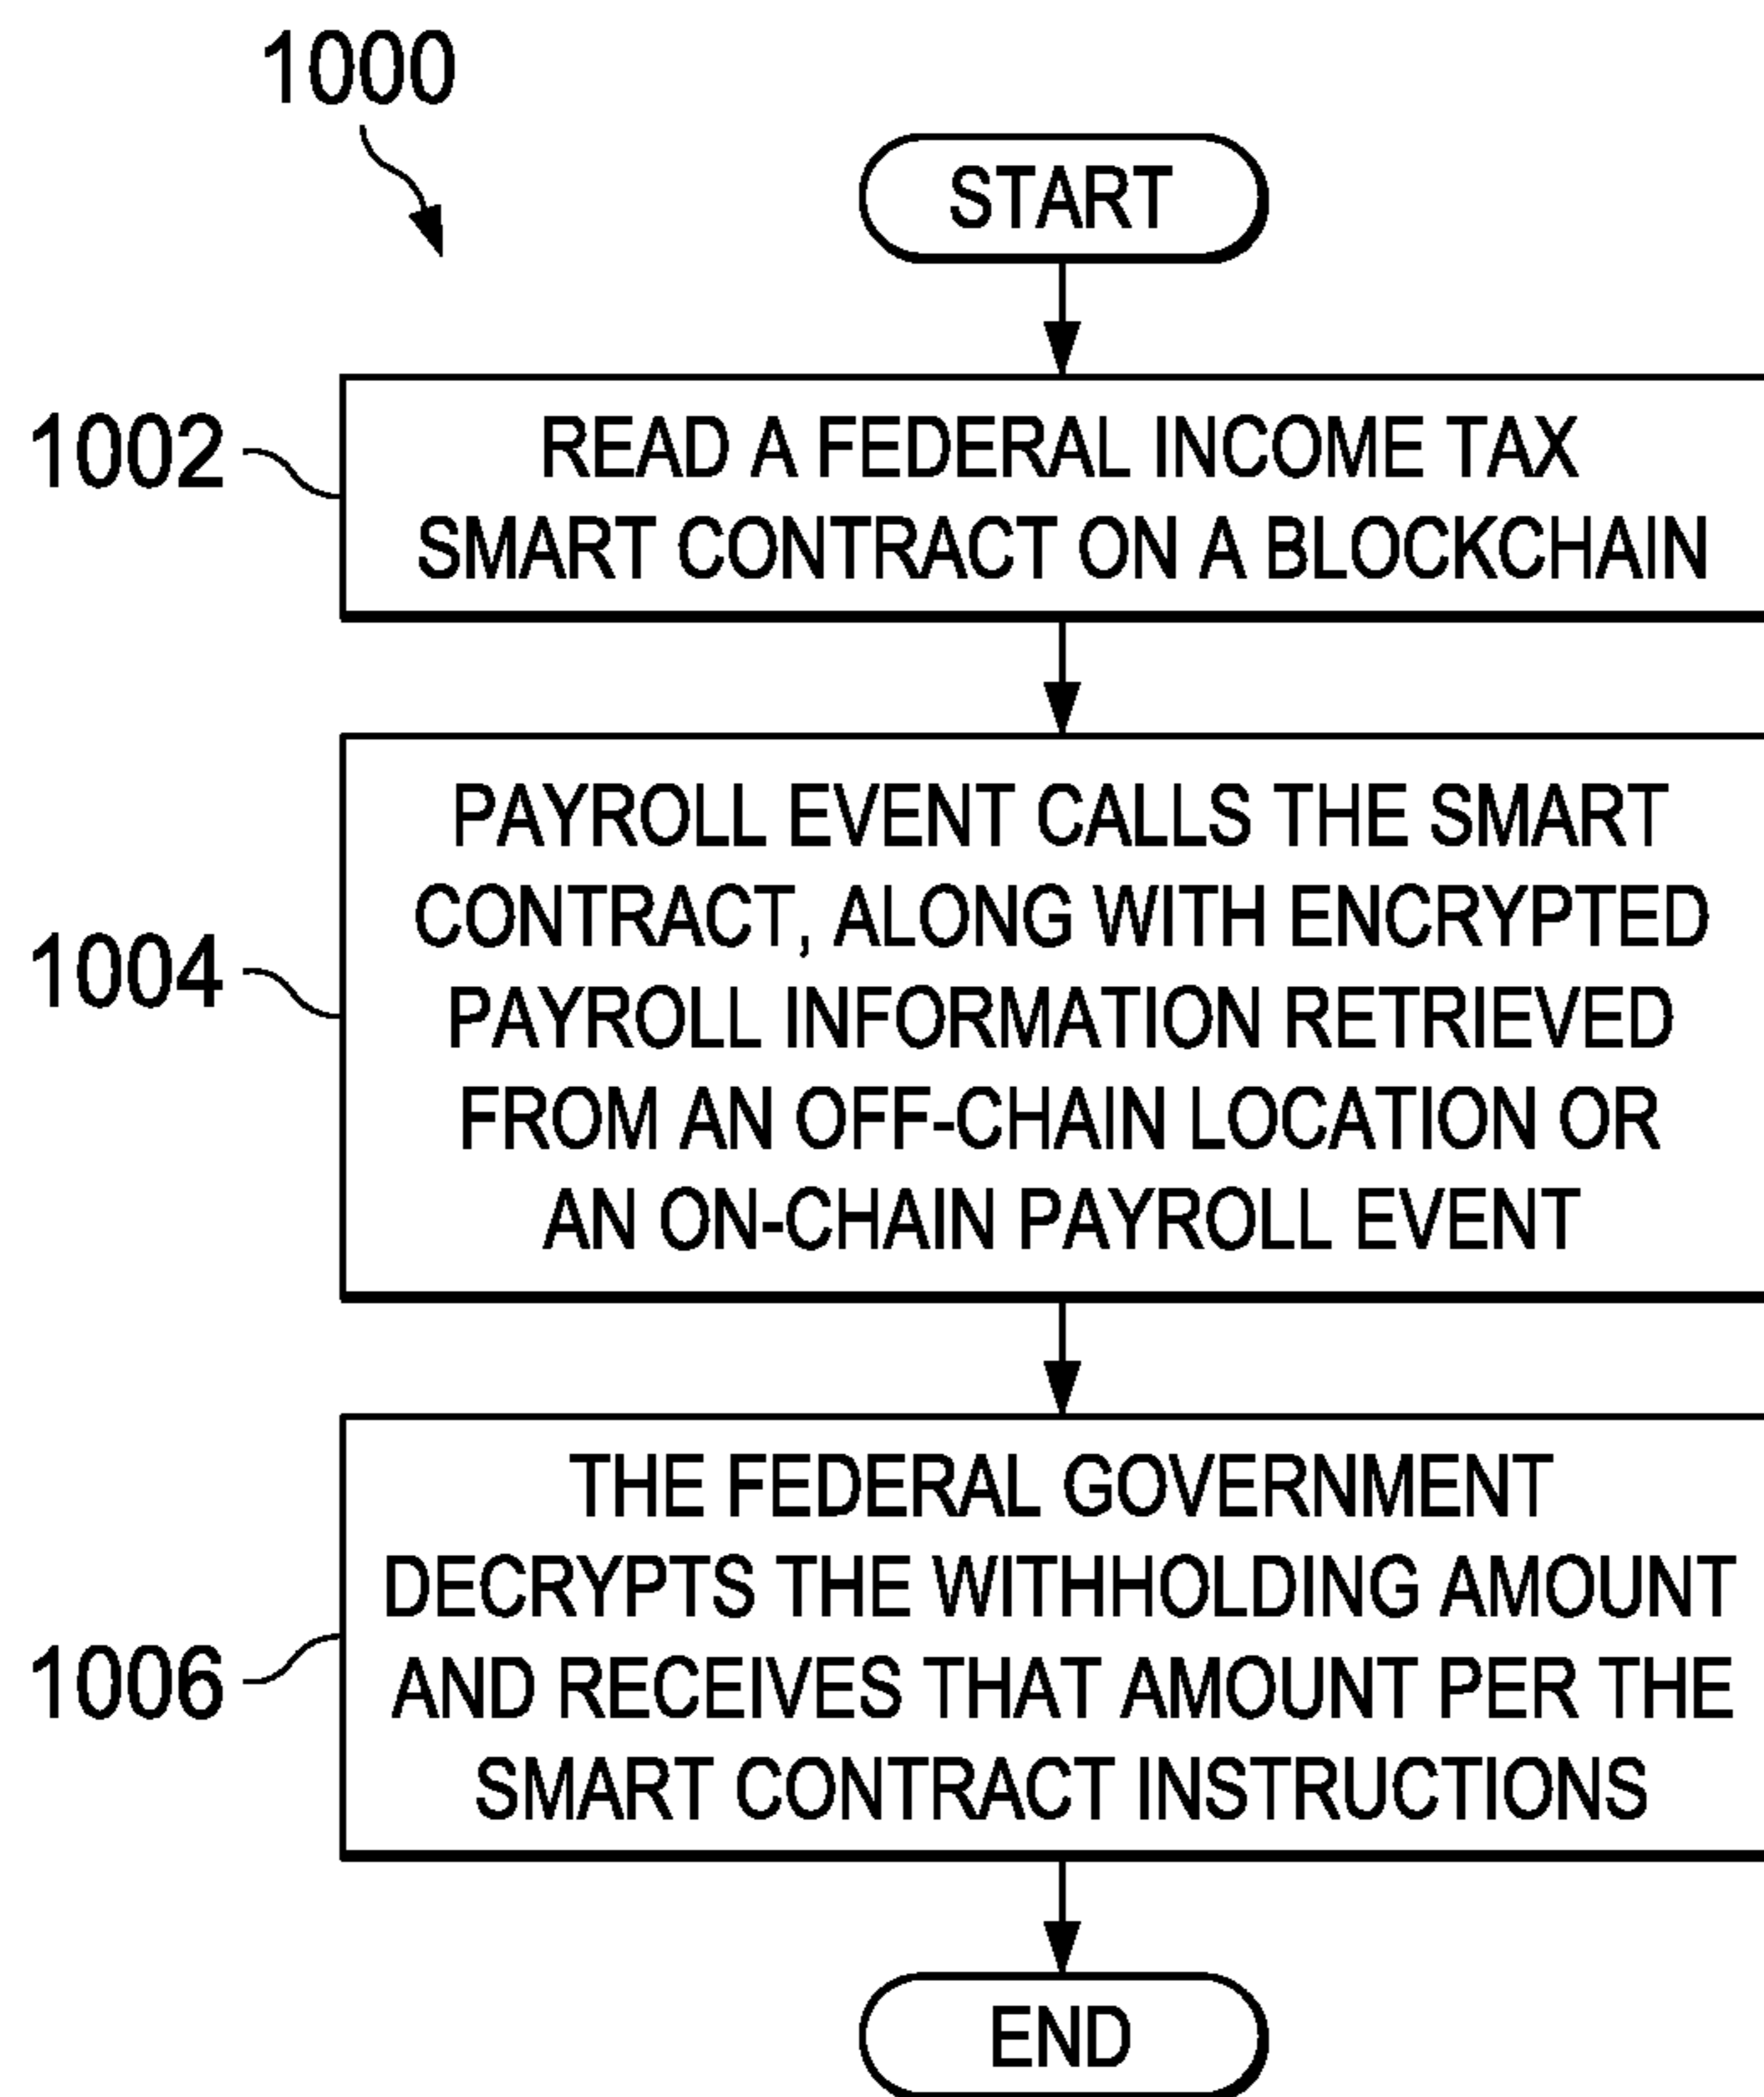 1000
START
1002
READ A FEDERAL INCOME TAX
SMART CONTRACT ON A BLOCKCHAIN
1004
PAYROLL EVENT CALLS THE SMART
CONTRACT, ALONG WITH ENCRYPTED
PAYROLL INFORMATION RETRIEVED
FROM AN OFF-CHAIN LOCATION OR
AN ON-CHAIN PAYROLL EVENT
1006
THE FEDERAL GOVERNMENT
DECRYPTS THE WITHHOLDING AMOUNT
AND RECEIVES THAT AMOUNT PER THE
SMART CONTRACT INSTRUCTIONS
END